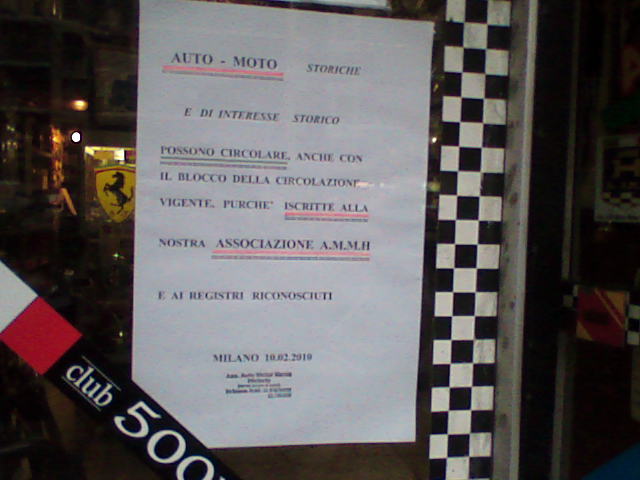 AUTO - MOTO STORICHE
E DI INTERESSE STORICO
POSSONO CIRCOLARE, ANCHE CON
IL BLOCCO DELLA CIRCOLAZIONE
VIGENTE, PURCHE' ISCRITTE ALLA
NOSTRA ASSOCIAZIONE A.M.M.H
E AI REGISTRI RICONOSCIUTI
MILANO 10.02.2010
club 500